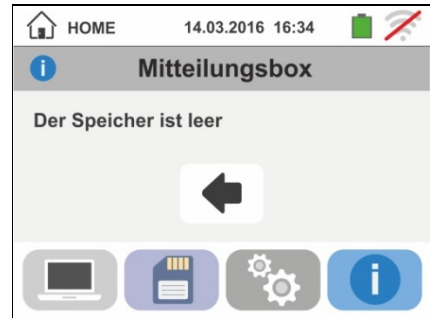 HOME 14.03.2016 16:34
i Mitteilungsbox
Der Speicher ist leer
i